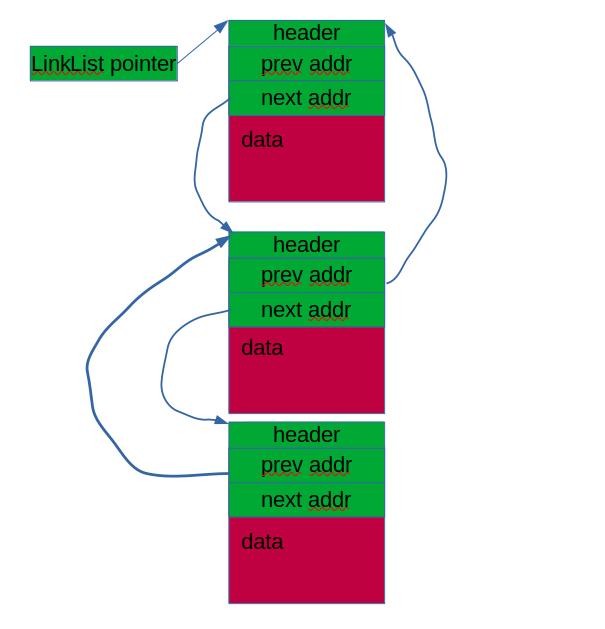 header
LinkList pointer
prev addr
next addr
data
header
prev addr
next addr
data
header
prev addr
next addr
data